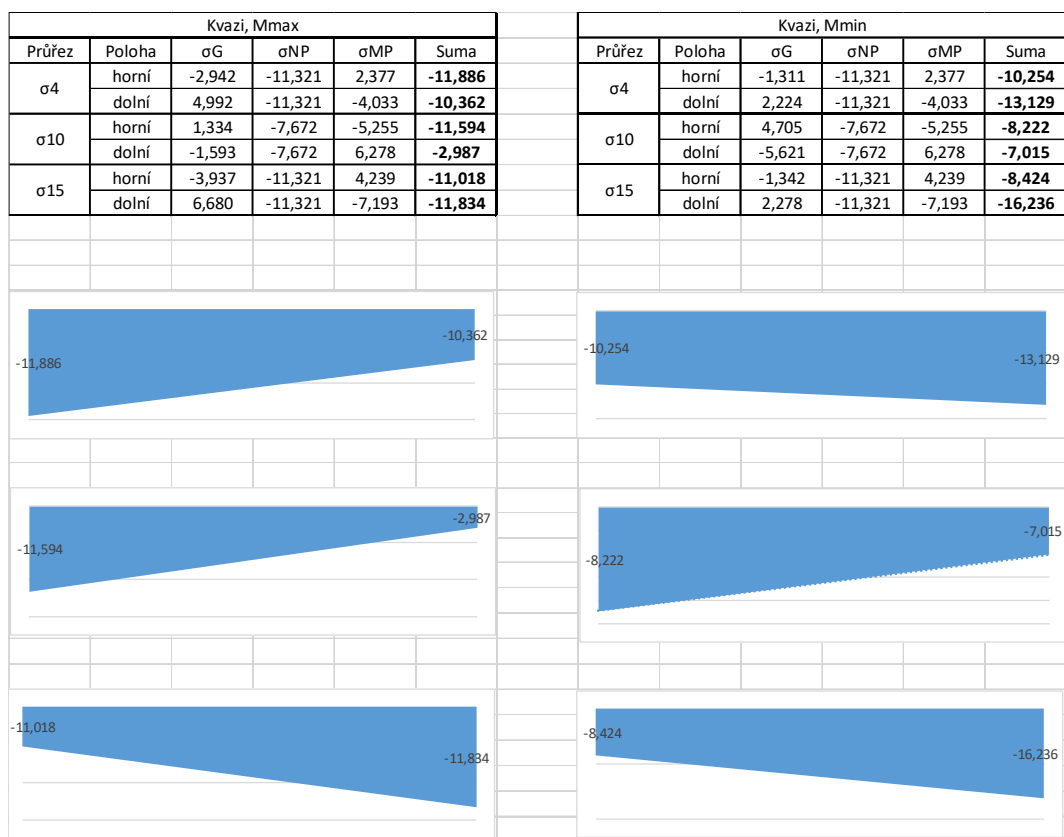 Kvazi, Mmax
Průřez Poloha σG σNP σMP Suma
σ4 horní -2,942 -11,321 2,377 -11,886
dolní 4,992 -11,321 -4,033 -10,362
σ10 horní 1,334 -7,672 -5,255 -11,594
dolní -1,593 -7,672 6,278 -2,987
σ15 horní -3,937 -11,321 4,239 -11,018
dolní 6,680 -11,321 -7,193 -11,834
Kvazi, Mmin
Průřez Poloha σG σNP σMP Suma
σ4 horní -1,311 -11,321 2,377 -10,254
dolní 2,224 -11,321 -4,033 -13,129
σ10 horní 4,705 -7,672 -5,255 -8,222
dolní -5,621 -7,672 6,278 -7,015
σ15 horní -1,342 -11,321 4,239 -8,424
dolní 2,278 -11,321 -7,193 -16,236
-11,886 -10,362
-10,254 -13,129
-11,594 -2,987
-8,222 -7,015
-11,018 -11,834
-8,424 -16,236